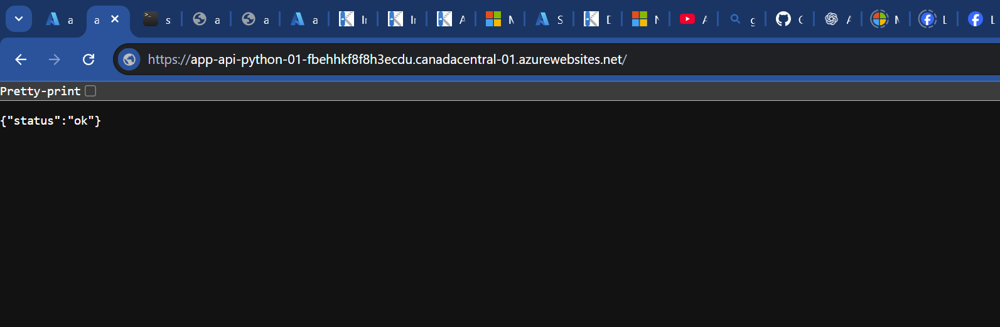 a a s a a a A M S D N A g A M L
https://app-api-python-01-fbehhkf8f8h3ecdu.canadacentral-01.azurewebsites.net/
Pretty-print
{"status":"ok"}